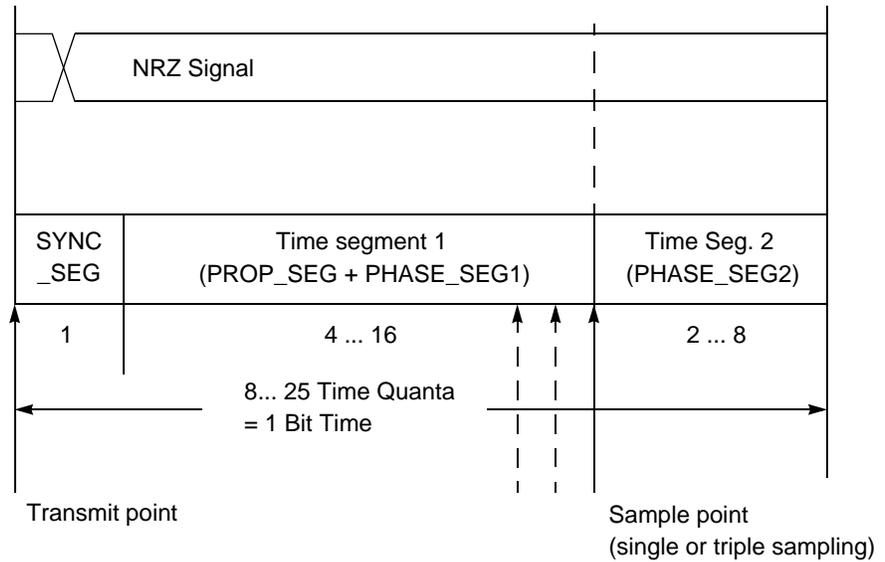 NRZ Signal
SYNC
_SEG
Time segment 1
(PROP_SEG + PHASE_SEG1)
Time Seg. 2
(PHASE_SEG2)
1
4 ... 16
2 ... 8
8... 25 Time Quanta
= 1 Bit Time
Transmit point
Sample point
(single or triple sampling)